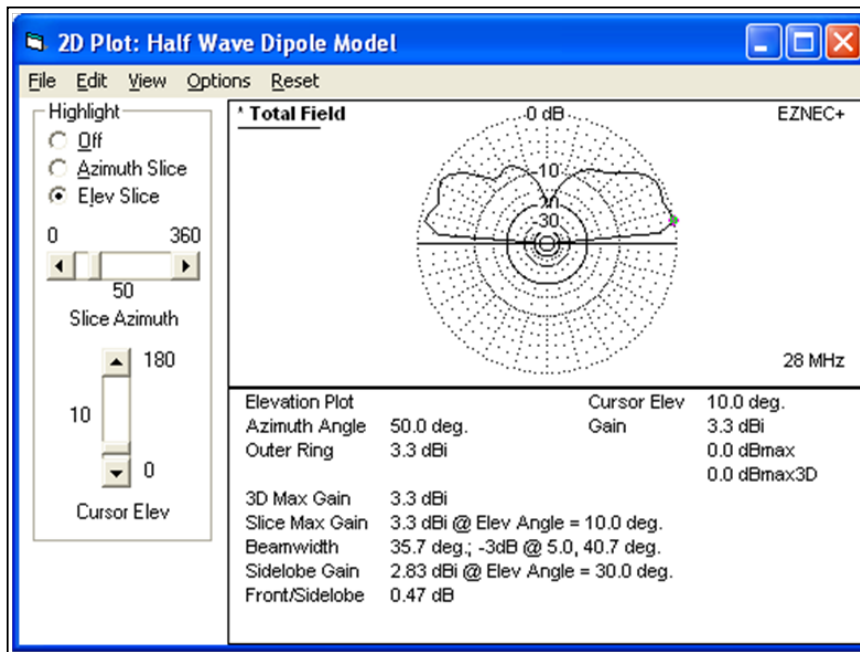 2D Plot: Half Wave Dipole Model
File Edit View Options Reset
Highlight
Off
Azimuth Slice
Elev Slice
0 360
50
Slice Azimuth
180
10
0
Cursor Elev
* Total Field
0 dB
EZNEC+
-10
-20
-30
28 MHz
Elevation Plot Cursor Elev 10.0 deg.
Azimuth Angle 50.0 deg. Gain 3.3 dBi
Outer Ring 3.3 dBi 0.0 dBmax
0.0 dBmax3D
3D Max Gain 3.3 dBi
Slice Max Gain 3.3 dBi @ Elev Angle = 10.0 deg.
Beamwidth 35.7 deg.; -3dB @ 5.0, 40.7 deg.
Sidelobe Gain 2.83 dBi @ Elev Angle = 30.0 deg.
Front/Sidelobe 0.47 dB